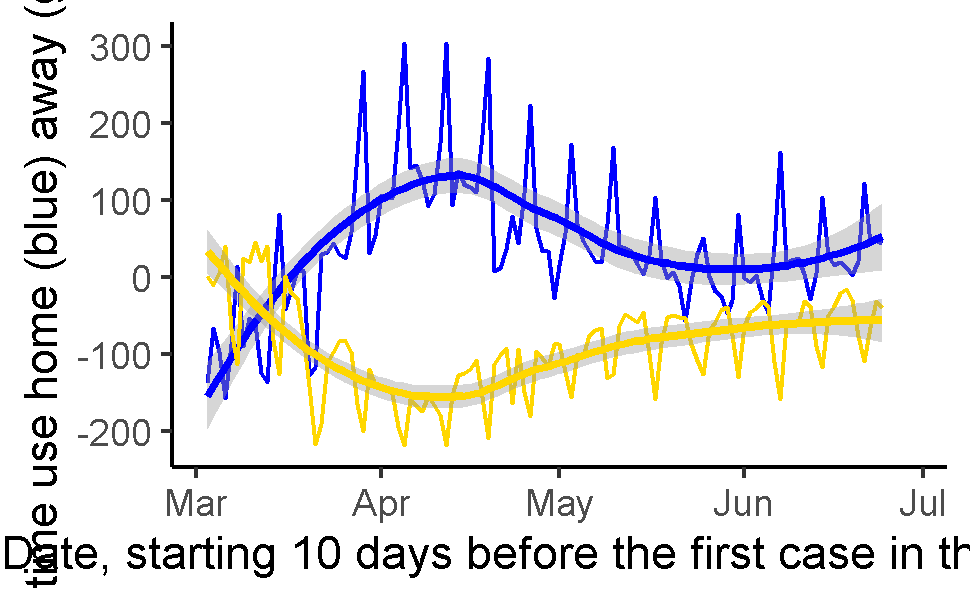 time use home (blue) away (
300
200
100
0
-100
-200
Mar Apr May Jun Jul
Date, starting 10 days before the first case in th